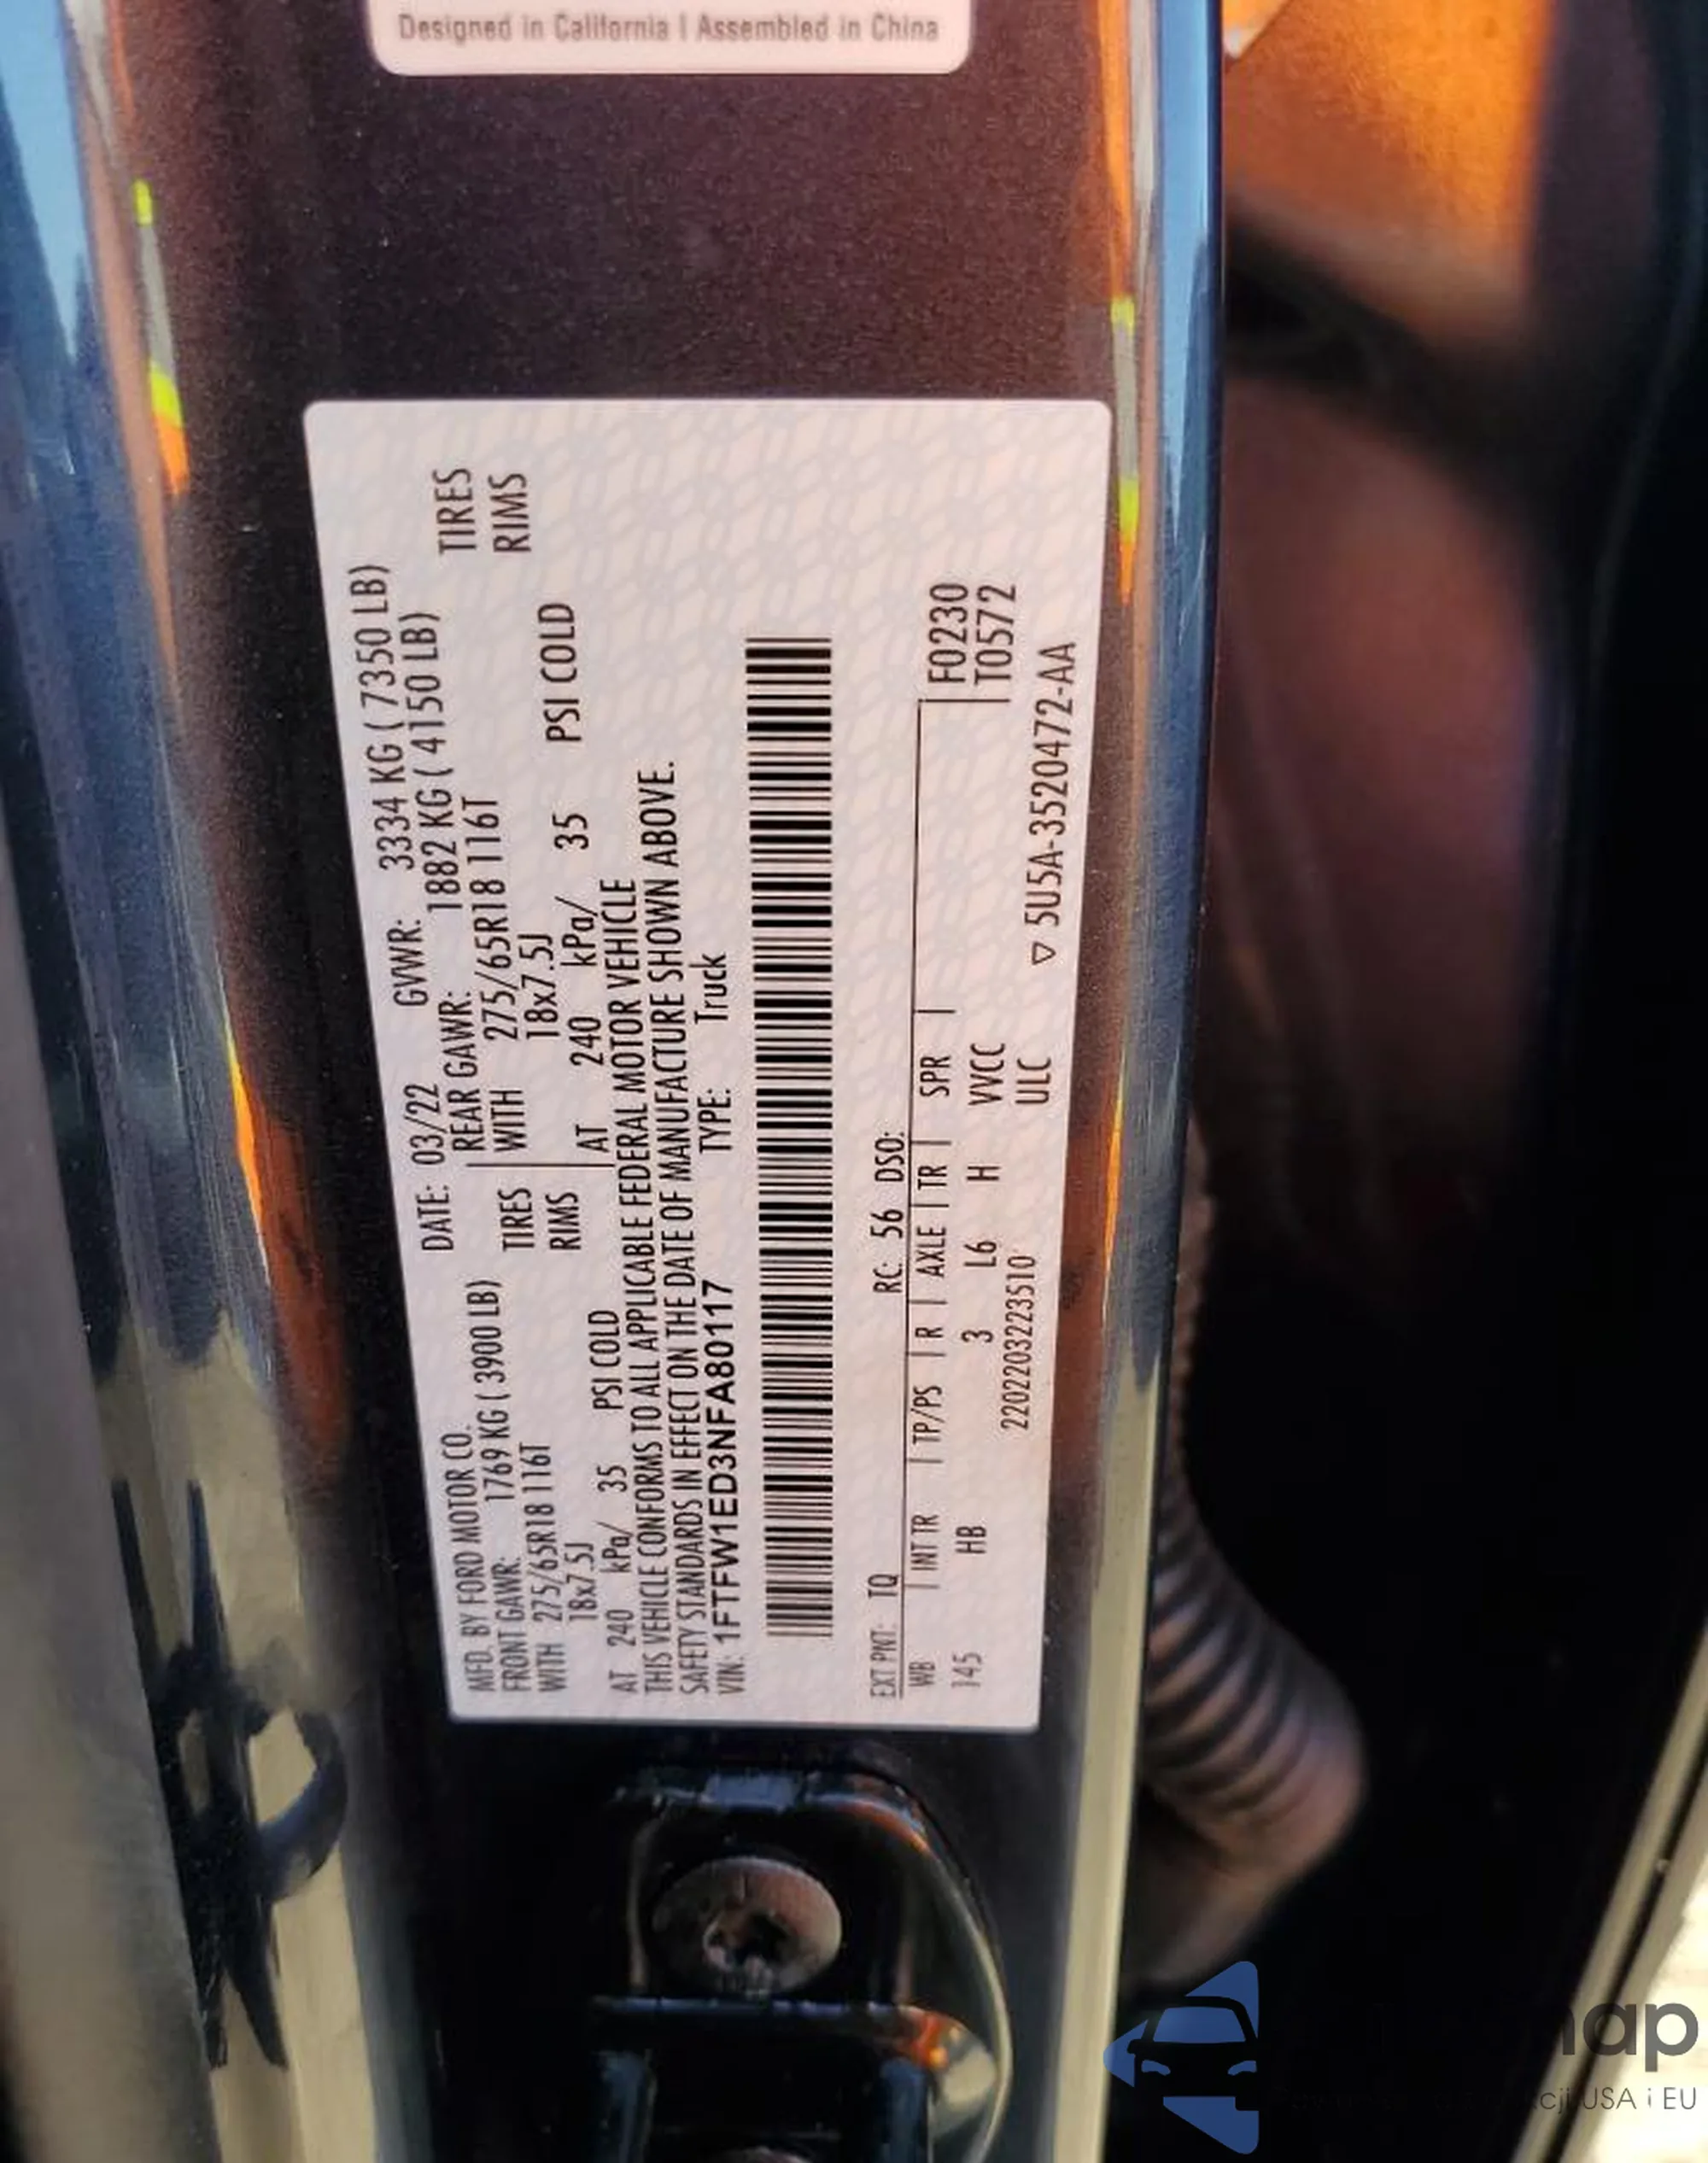 Designed in California | Assembled in China
MFD. BY FORD MOTOR CO. DATE: 03/22 GVWR: 3334 KG ( 7350 LB)
FRONT GAWR: 1769 KG ( 3900 LB) REAR GAWR: 1882 KG ( 4150 LB)
WITH 275/65R18 116T TIRES WITH 275/65R18 116T TIRES
18x7.5J RIMS 18x7.5J RIMS
AT 240 kPa/ 35 PSI COLD AT 240 kPa/ 35 PSI COLD
THIS VEHICLE CONFORMS TO ALL APPLICABLE FEDERAL MOTOR VEHICLE
SAFETY STANDARDS IN EFFECT ON THE DATE OF MANUFACTURE SHOWN ABOVE.
VIN: 1FTFW1ED3NFA80117 TYPE: Truck
EXT PNT: TQ RC: 56 DSO:
WB | INT TR | TP/PS | R | AXLE | TR | SPR | F0230
145 HB 3 L6 H VVCC T0572
220220323510 ULC
▽ 5U5A-3520472-AA
USA i EU